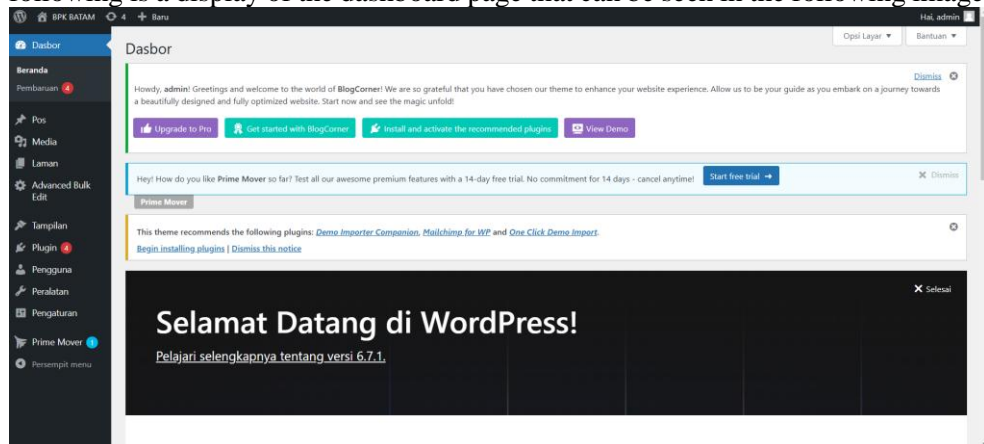 following is a display of the dashboard page that can be seen in the following image
BPK BATAM 4 + Baru
Hai, admin
Opsi Layar ▼
Bantuan ▼
Dasbor
Beranda
Pembaruan 4
Pos
Media
Laman
Advanced Bulk
Edit
Tampilan
Plugin 4
Pengguna
Peralatan
Pengaturan
Prime Mover 1
Persempit menu
Dasbor
Dismiss
Howdy, admin! Greetings and welcome to the world of BlogCorner! We are so grateful that you have chosen our theme to enhance your website experience. Allow us to be your guide as you embark on a journey towards
a beautifully designed and fully optimized website. Start now and see the magic unfold!
Upgrade to Pro
Get started with BlogCorner
Install and activate the recommended plugins
View Demo
Hey! How do you like Prime Mover so far? Test all our awesome premium features with a 14-day free trial. No commitment for 14 days - cancel anytime!
Start free trial →
Dismiss
Prime Mover
This theme recommends the following plugins: Demo Importer Companion, Mailchimp for WP and One Click Demo Import.
Begin installing plugins | Dismiss this notice
Selesai
Selamat Datang di WordPress!
Pelajari selengkapnya tentang versi 6.7.1.